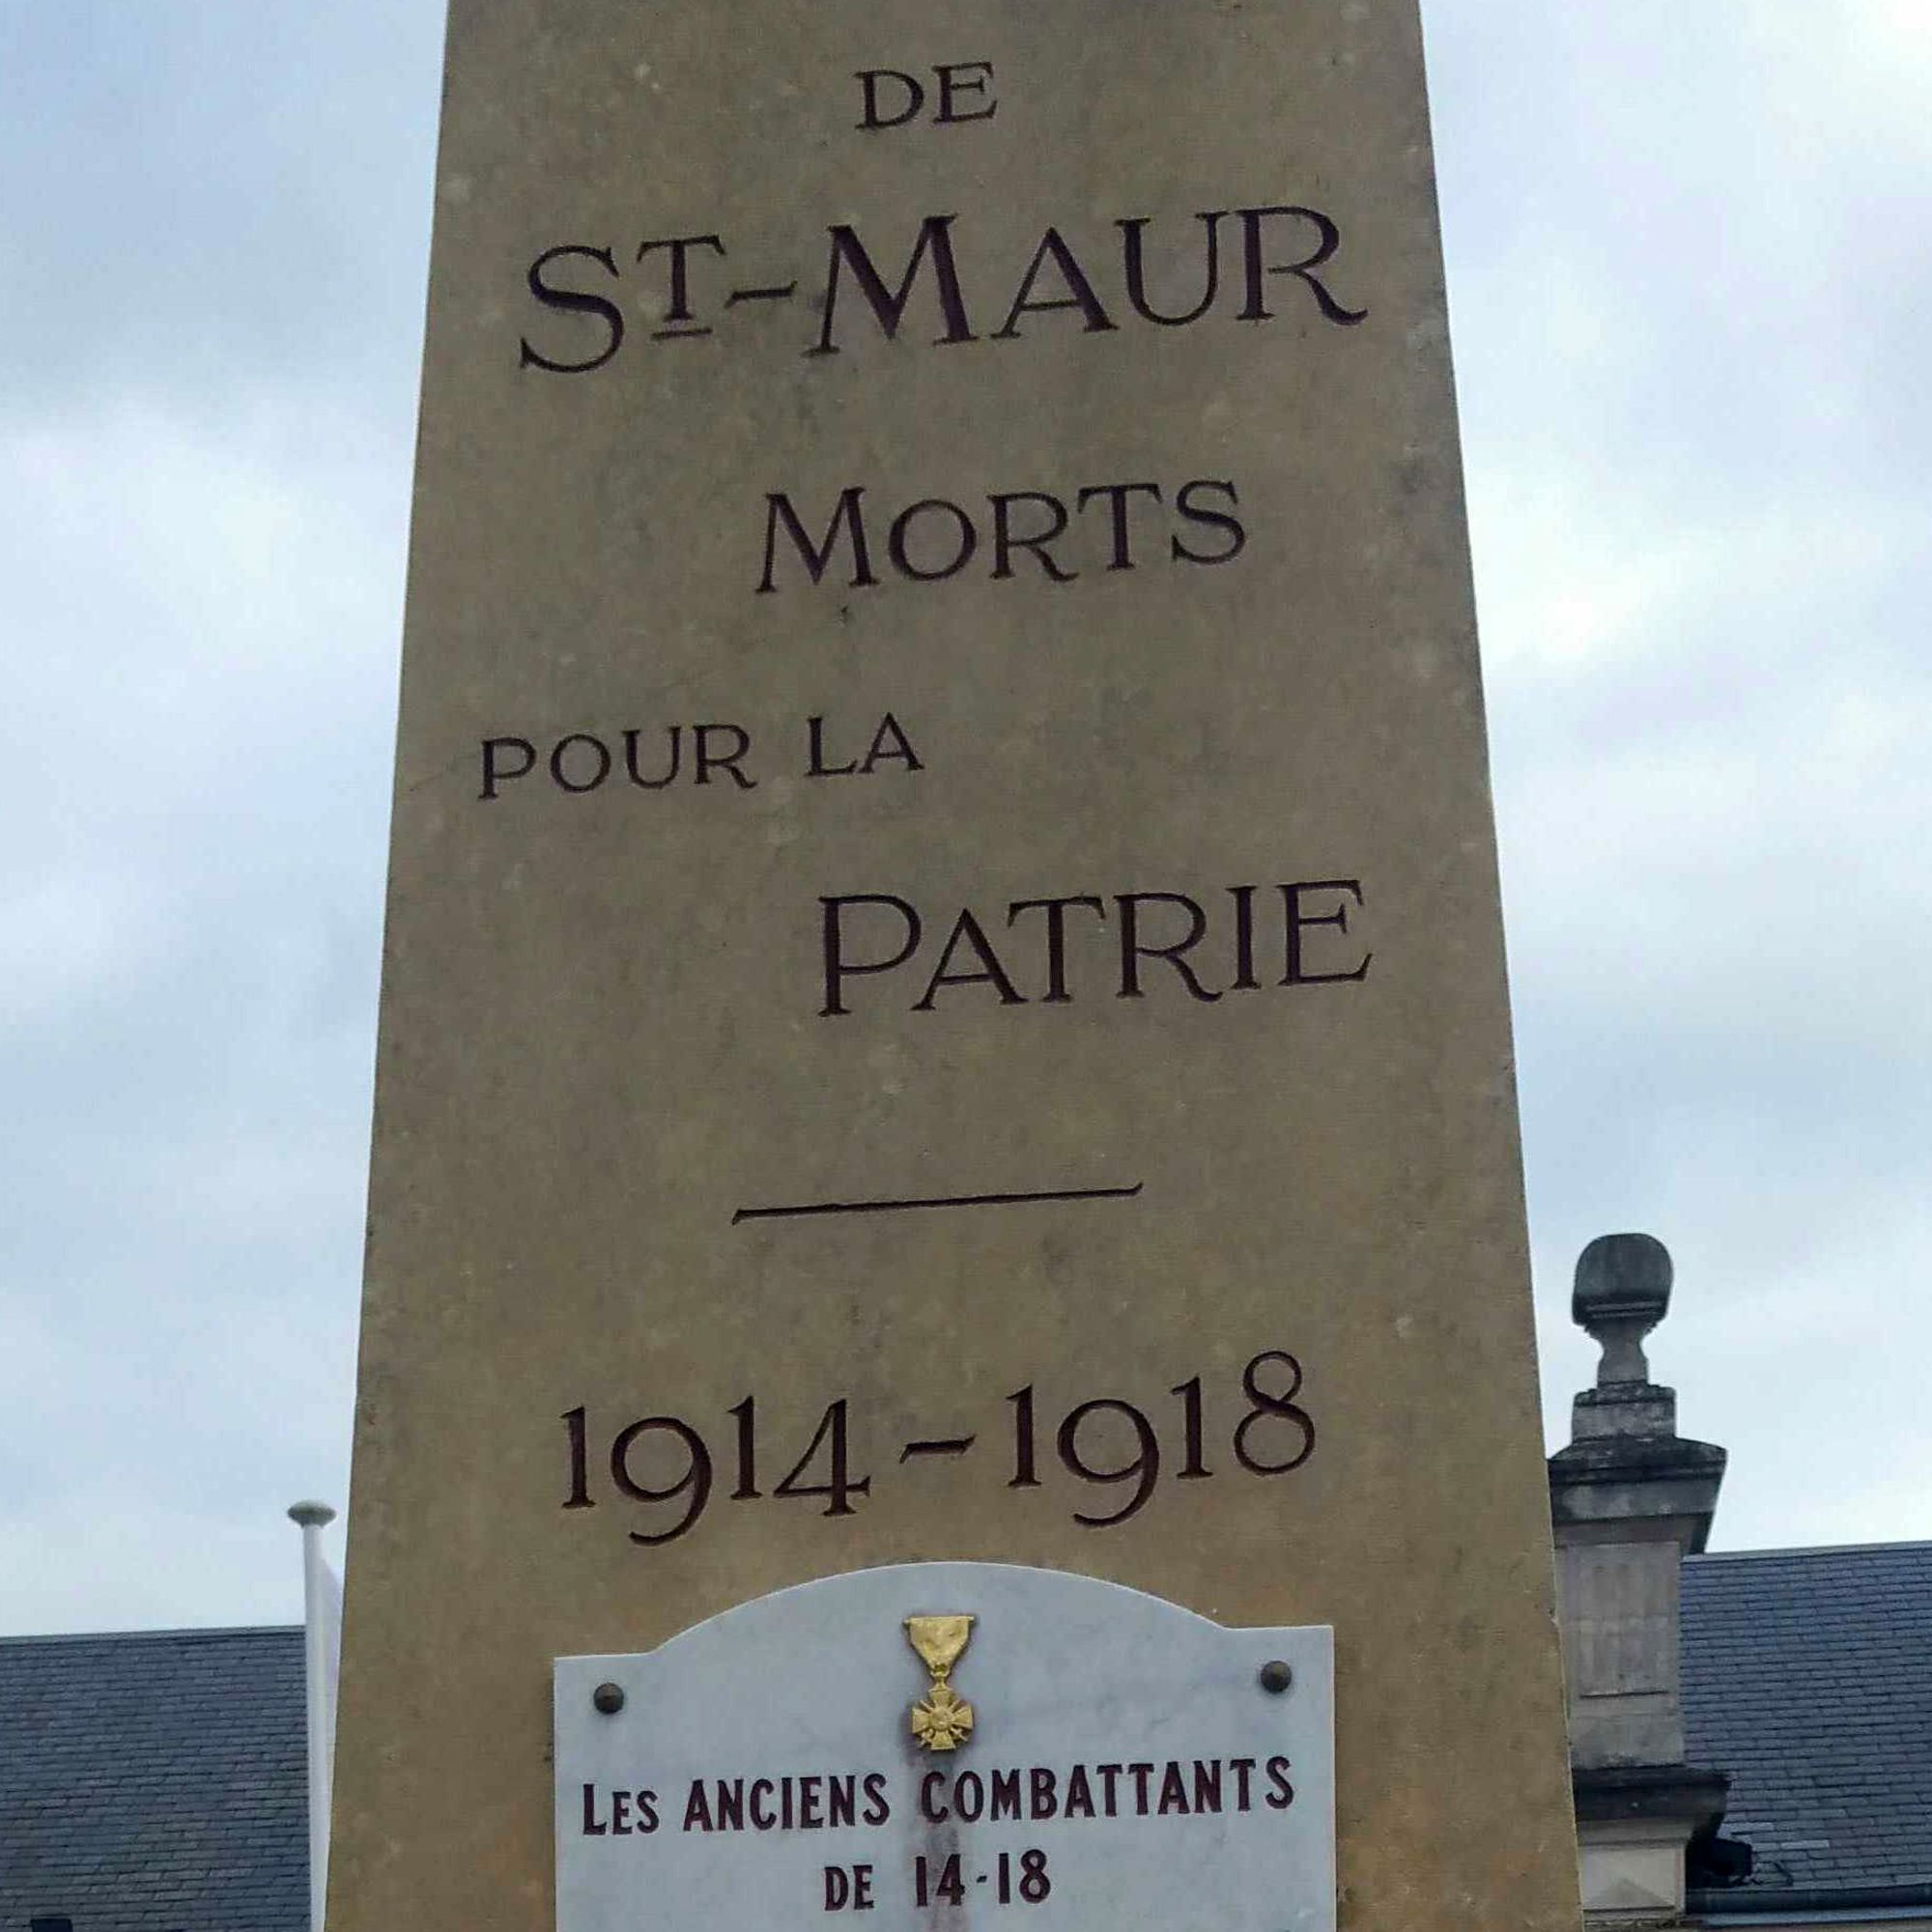 DE
ST-MAUR
MORTS
POUR LA
PATRIE
1914-1918
LES ANCIENS COMBATTANTS
DE 14-18